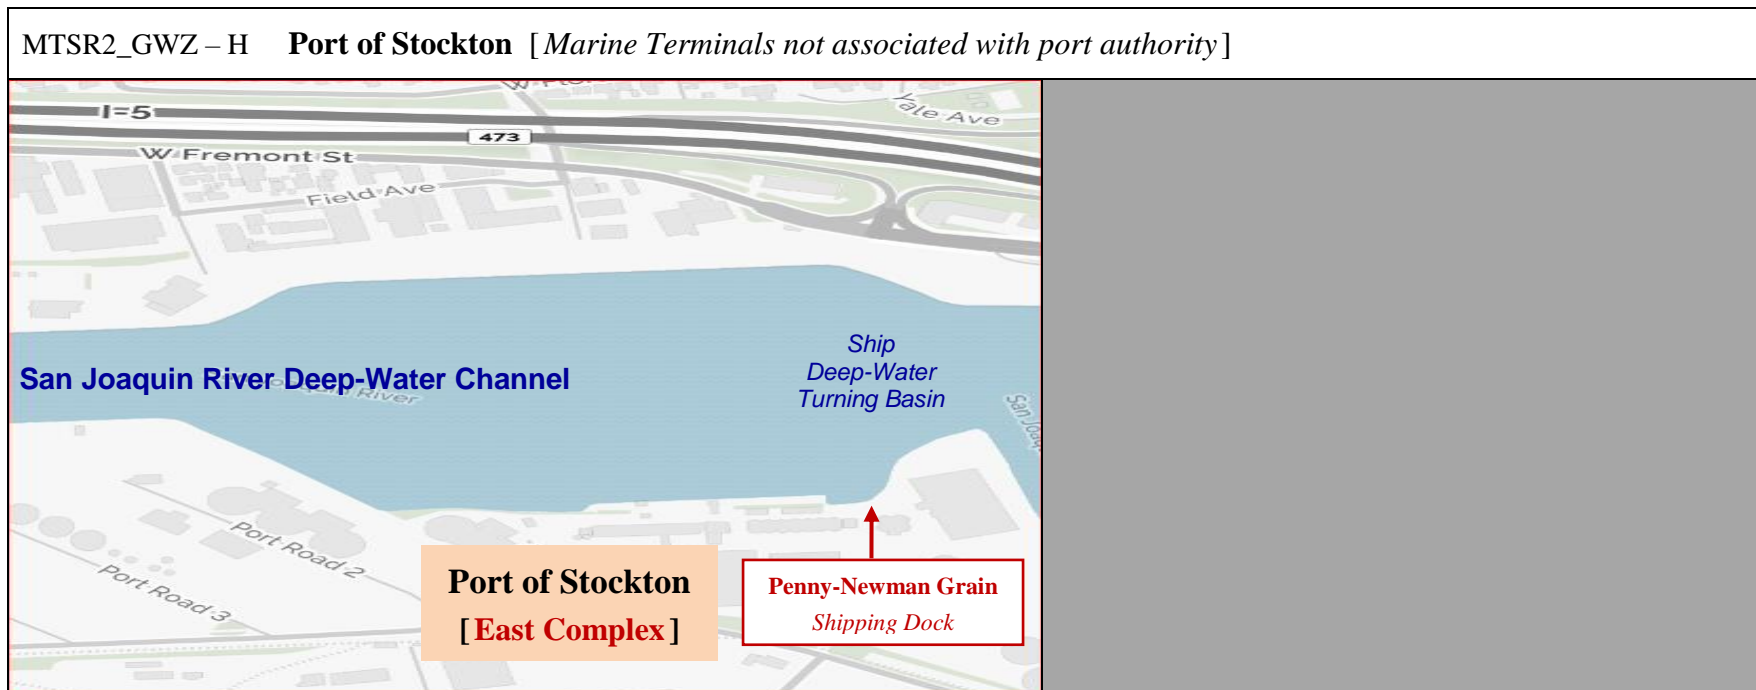 MTSR2_GWZ – H Port of Stockton [Marine Terminals not associated with port authority]
Yale Ave
I=5
473
W Fremont St
Field Ave
Ship
Deep-Water
Turning Basin
San Joaquin River Deep-Water Channel
River
San
Port Road 2
Port Road 3
Port of Stockton
[East Complex]
Penny-Newman Grain
Shipping Dock